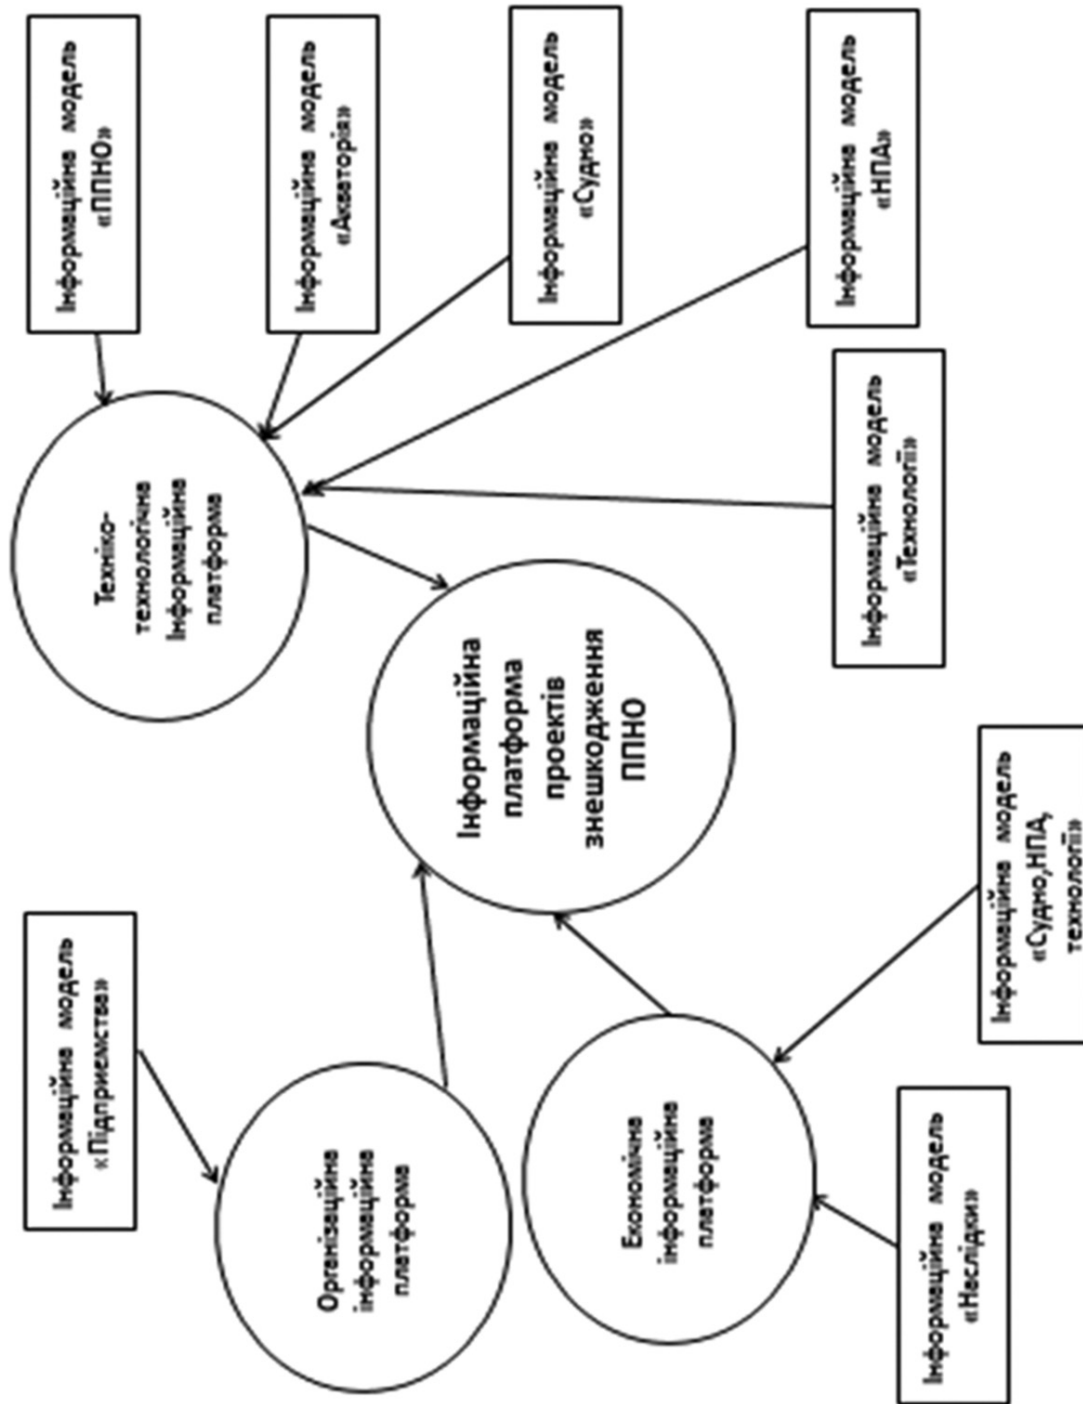 Інформаційна модель
«Підприємства»
Організаційна
інформаційна
платформа
Економічна
інформаційна
платформа
Інформаційна модель
«Наслідки»
Інформаційна модель
«Судно,НПА,
технології»
Інформаційна
платформа
проектів
знешкодження
ППНО
Техніко-
технологічна
Інформаційна
платформа
Інформаційна модель
«Технології»
Інформаційна модель
«ППНО»
Інформаційна модель
«Акваторія»
Інформаційна модель
«Судно»
Інформаційна модель
«НПА»